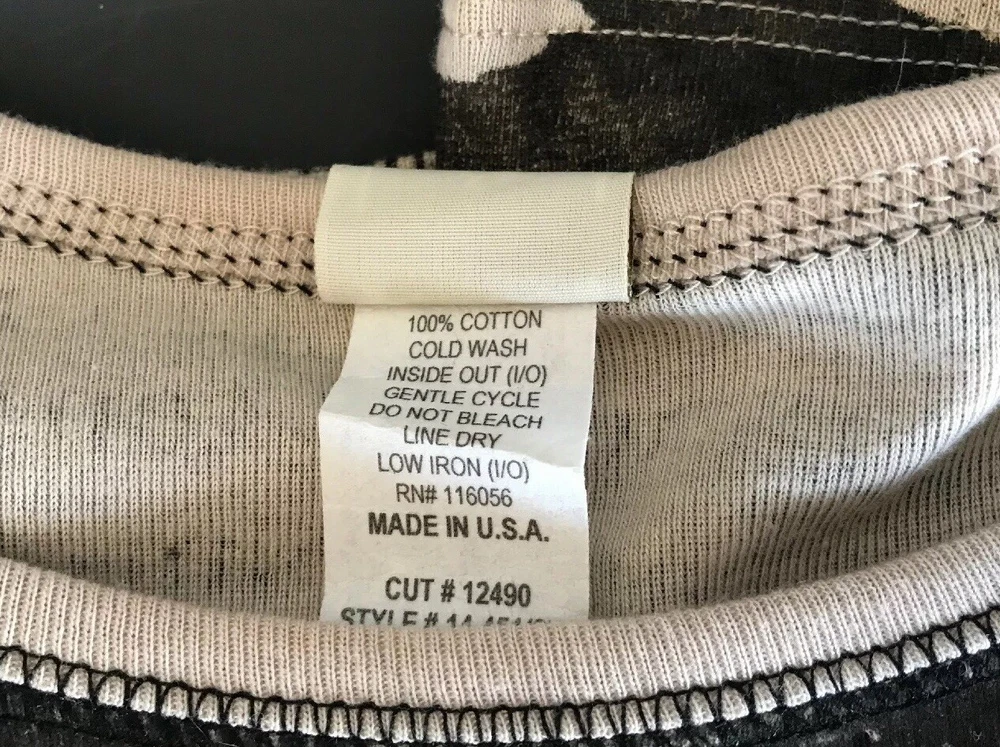 100% COTTON
COLD WASH
INSIDE OUT (I/O)
GENTLE CYCLE
DO NOT BLEACH
LINE DRY
LOW IRON (I/O)
RN# 116056
MADE IN U.S.A.
CUT # 12490
STYLE #